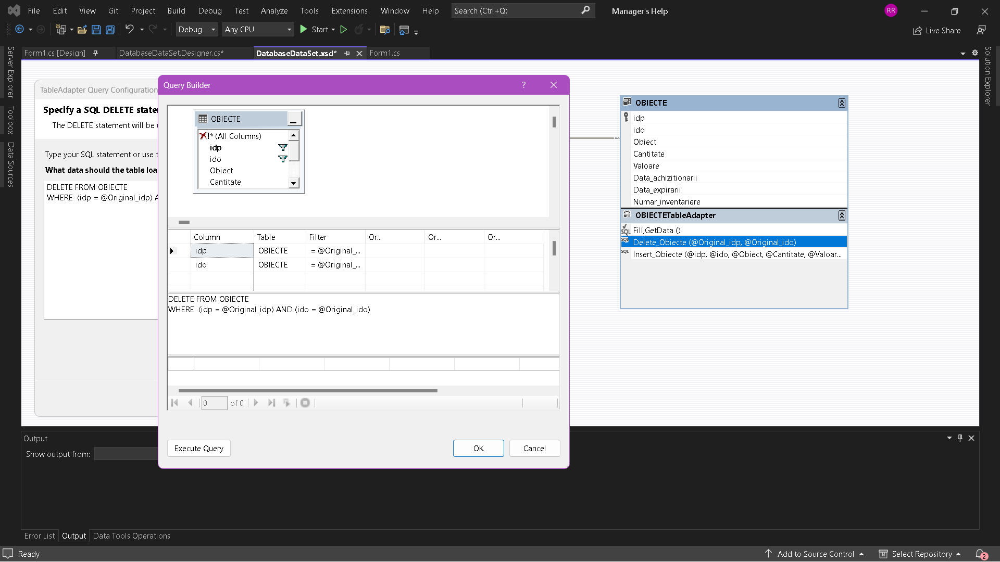 File Edit View Git Project Build Debug Test Analyze Tools Extensions Window Help Search (Ctrl+Q) Manager's Help RR
Debug Any CPU Start Live Share
Form1.cs [Design] DatabaseDataSet.Designer.cs* DatabaseDataSet.xsd* Form1.cs
Server Explorer
Toolbox
Data Sources
Solution Explorer
TableAdapter Query Configuration
Specify a SQL DELETE state
The DELETE statement will be
Type your SQL statement or use t
What data should the table loa
DELETE FROM OBIECTE
WHERE (idp = @Original_idp) A
Query Builder ?
OBIECTE
* (All Columns)
idp
ido
Obiect
Cantitate
Column Table Filter Or... Or... Or...
idp OBIECTE = @Original_...
ido OBIECTE = @Original_...
DELETE FROM OBIECTE
WHERE (idp = @Original_idp) AND (ido = @Original_ido)
0 of 0
Execute Query OK Cancel
OBIECTE
idp
ido
Obiect
Cantitate
Valoare
Data_achizitionarii
Data_expirarii
Numar_inventariere
OBIECTETableAdapter
SQL Fill,GetData ()
SQL Delete_Obiecte (@Original_idp, @Original_ido)
SQL Insert_Obiecte (@idp, @ido, @Obiect, @Cantitate, @Valoar...
Output
Show output from:
Error List Output Data Tools Operations
Ready Add to Source Control Select Repository 2